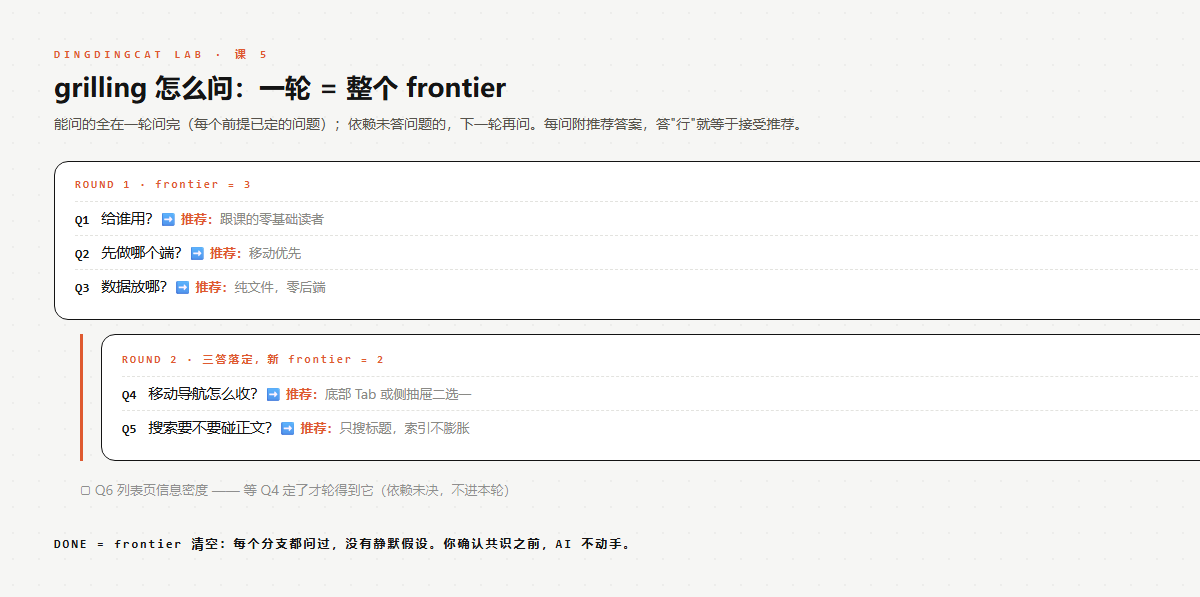 DINGDINGCAT LAB · 课 5
grilling 怎么问：一轮 = 整个 frontier
能问的全在一轮问完（每个前提已定的问题）；依赖未答问题的，下一轮再问。每问附推荐答案，答"行"就等于接受推荐。
ROUND 1 · frontier = 3
Q1 给谁用？ ➡️ 推荐：跟课的零基础读者
Q2 先做哪个端？ ➡️ 推荐：移动优先
Q3 数据放哪？ ➡️ 推荐：纯文件，零后端
ROUND 2 · 三答落定，新 frontier = 2
Q4 移动导航怎么收？ ➡️ 推荐：底部 Tab 或侧抽屉二选一
Q5 搜索要不要碰正文？ ➡️ 推荐：只搜标题，索引不膨胀
▢ Q6 列表页信息密度 —— 等 Q4 定了才轮得到它（依赖未决，不进本轮）
DONE = frontier 清空：每个分支都问过，没有静默假设。你确认共识之前，AI 不动手。